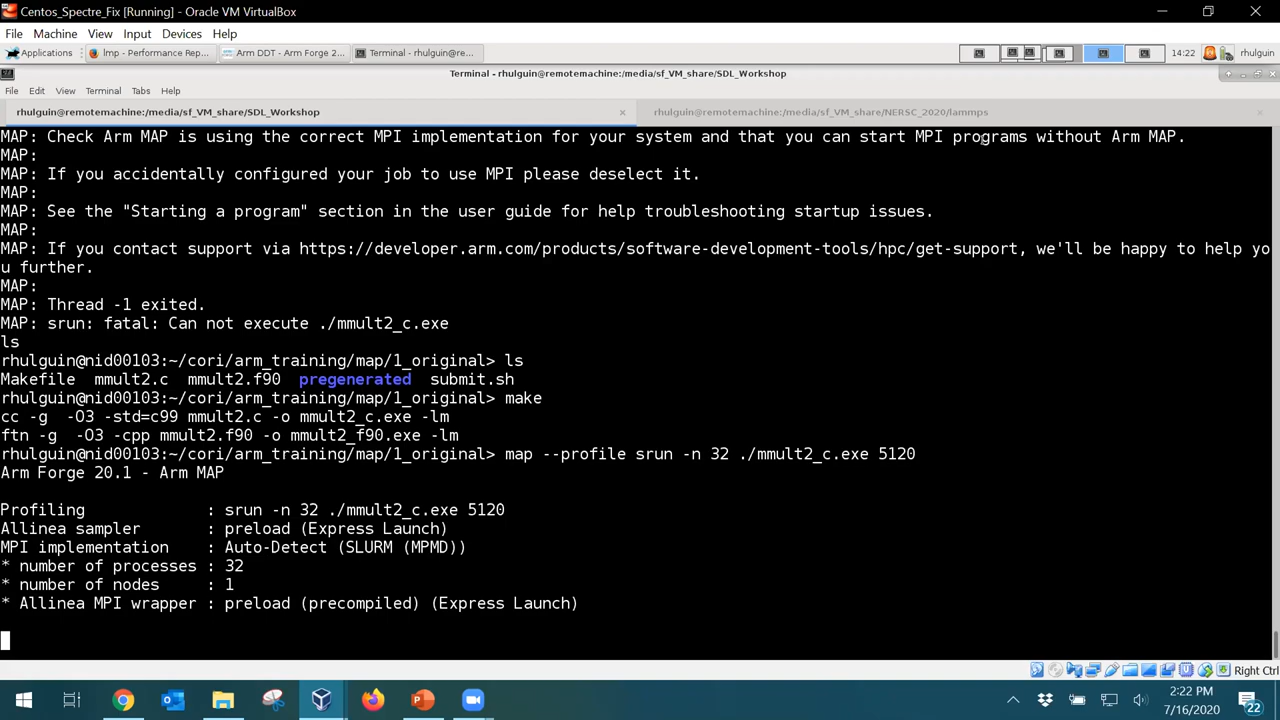 Centos_Spectre_Fix [Running] - Oracle VM VirtualBox
File Machine View Input Devices Help
Applications lmp - Performance Rep... Arm DDT - Arm Forge 2... Terminal - rhulguin@re... 14:22 rhulguin
Terminal - rhulguin@remotemachine:/media/sf_VM_share/SDL_Workshop
File Edit View Terminal Tabs Help
rhulguin@remotemachine:/media/sf_VM_share/SDL_Workshop rhulguin@remotemachine:/media/sf_VM_share/NERSC_2020/lammps
MAP: Check Arm MAP is using the correct MPI implementation for your system and that you can start MPI programs without Arm MAP.
MAP:
MAP: If you accidentally configured your job to use MPI please deselect it.
MAP:
MAP: See the "Starting a program" section in the user guide for help troubleshooting startup issues.
MAP:
MAP: If you contact support via https://developer.arm.com/products/software-development-tools/hpc/get-support, we'll be happy to help yo
u further.
MAP:
MAP: Thread -1 exited.
MAP: srun: fatal: Can not execute ./mmult2_c.exe
ls
rhulguin@nid00103:~/cori/arm_training/map/1_original> ls
Makefile mmult2.c mmult2.f90 pregenerated submit.sh
rhulguin@nid00103:~/cori/arm_training/map/1_original> make
cc -g -O3 -std=c99 mmult2.c -o mmult2_c.exe -lm
ftn -g -O3 -cpp mmult2.f90 -o mmult2_f90.exe -lm
rhulguin@nid00103:~/cori/arm_training/map/1_original> map --profile srun -n 32 ./mmult2_c.exe 5120
Arm Forge 20.1 - Arm MAP
Profiling : srun -n 32 ./mmult2_c.exe 5120
Allinea sampler : preload (Express Launch)
MPI implementation : Auto-Detect (SLURM (MPMD))
* number of processes : 32
* number of nodes : 1
* Allinea MPI wrapper : preload (precompiled) (Express Launch)
Right Ctrl
2:22 PM
7/16/2020
22